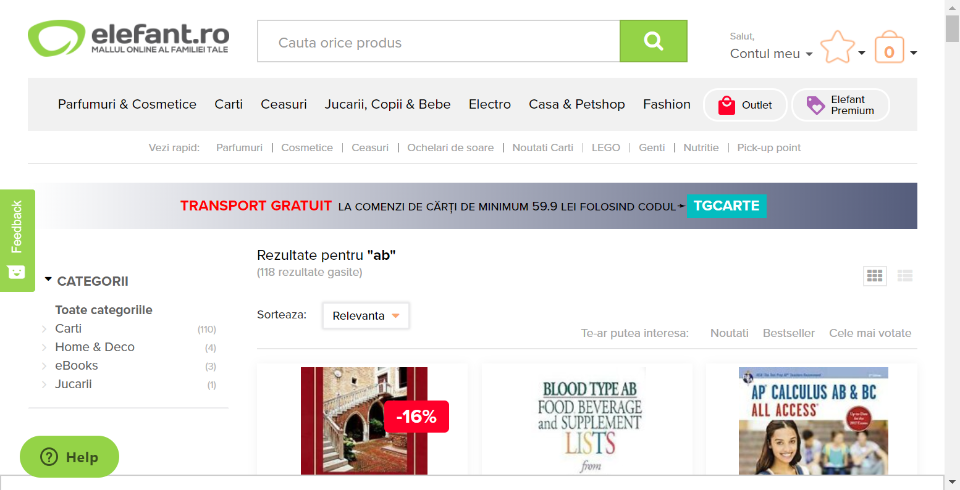 elefant.ro
MALLUL ONLINE AL FAMILIEI TALE
Cauta orice produs
Salut,
Contul meu
0
Parfumuri & Cosmetice
Carti
Ceasuri
Jucarii, Copii & Bebe
Electro
Casa & Petshop
Fashion
Outlet
Elefant
Premium
Vezi rapid:
Parfumuri
Cosmetice
Ceasuri
Ochelari de soare
Noutati Carti
LEGO
Genti
Nutritie
Pick-up point
TRANSPORT GRATUIT LA COMENZI DE CĂRȚI DE MINIMUM 59.9 LEI FOLOSIND CODUL TGCARTE
Feedback
CATEGORII
Toate categoriile
Carti (110)
Home & Deco (4)
eBooks (3)
Jucarii (1)
Rezultate pentru "ab"
(118 rezultate gasite)
Sorteaza: Relevanta
Te-ar putea interesa: Noutati Bestseller Cele mai votate
-16%
BLOOD TYPE AB
FOOD BEVERAGE
and SUPPLEMENT
LISTS
from
AP® CALCULUS AB & BC
ALL ACCESS®
Help